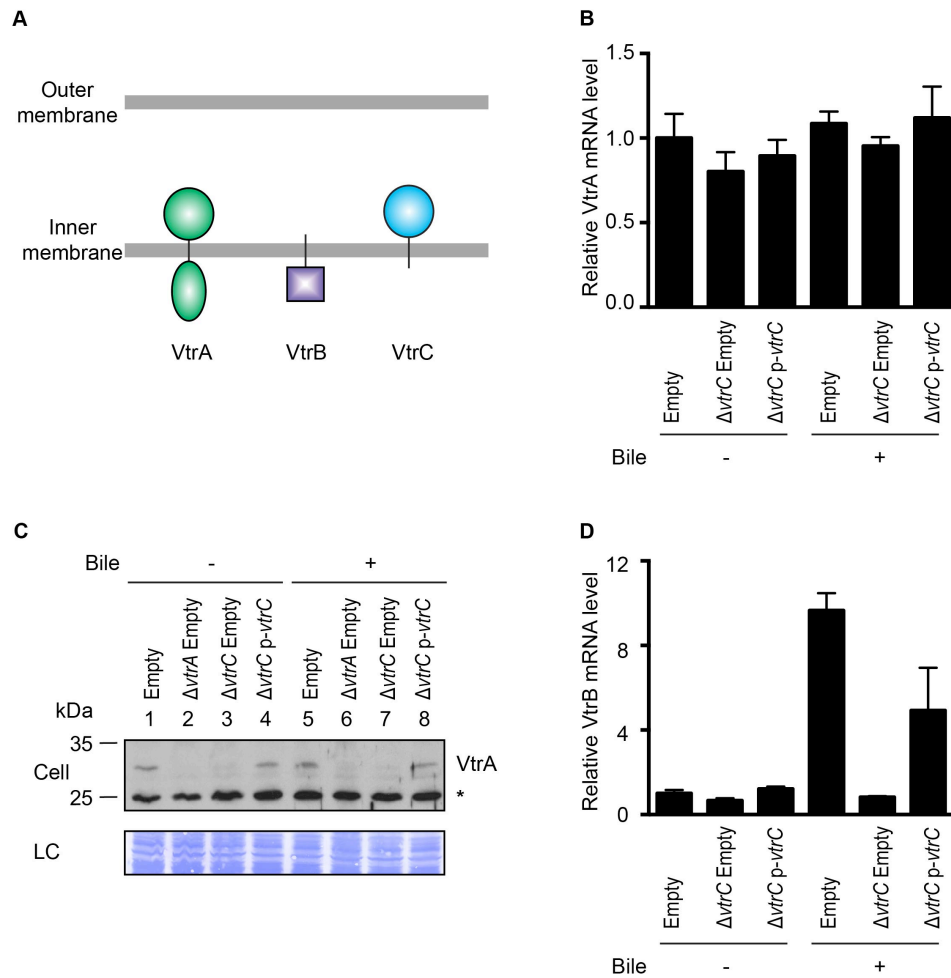 A
Outer
membrane
Inner
membrane
VtrA
VtrB
VtrC
B
Relative VtrA mRNA level
1.5
1.0
0.5
0.0
Empty
ΔvtrC Empty
ΔvtrC p-vtrC
Empty
ΔvtrC Empty
ΔvtrC p-vtrC
Bile - +
C
Bile - +
Empty
ΔvtrA Empty
ΔvtrC Empty
ΔvtrC p-vtrC
Empty
ΔvtrA Empty
ΔvtrC Empty
ΔvtrC p-vtrC
kDa 1 2 3 4 5 6 7 8
35
Cell VtrA
25 *
LC
D
Relative VtrB mRNA level
12
8
4
0
Empty
ΔvtrC Empty
ΔvtrC p-vtrC
Empty
ΔvtrC Empty
ΔvtrC p-vtrC
Bile - +